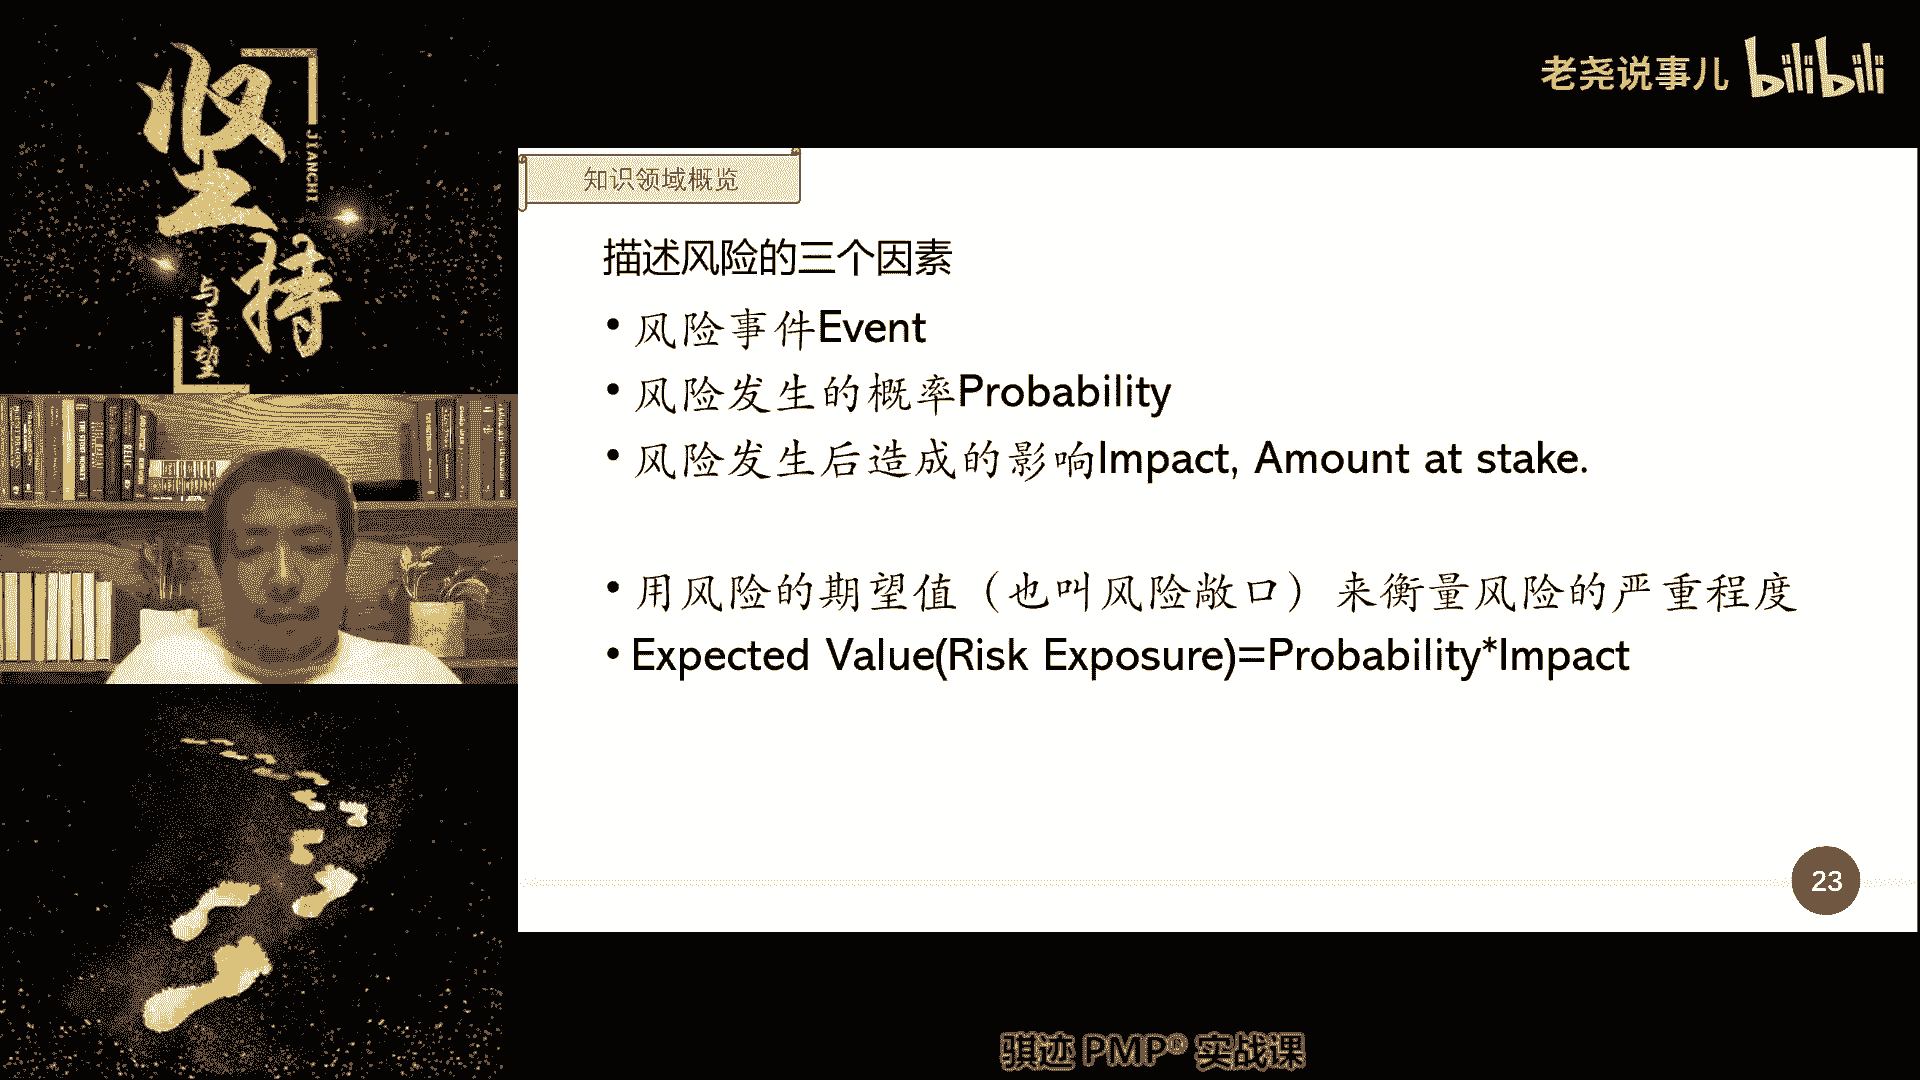 坚持
JIANCHI
与希望
老尧说事儿 bilibili
知识领域概览
描述风险的三个因素
• 风险事件Event
• 风险发生的概率Probability
• 风险发生后造成的影响Impact, Amount at stake.
• 用风险的期望值（也叫风险敞口）来衡量风险的严重程度
• Expected Value(Risk Exposure)=Probability*Impact
23
骐迹 PMP® 实战课